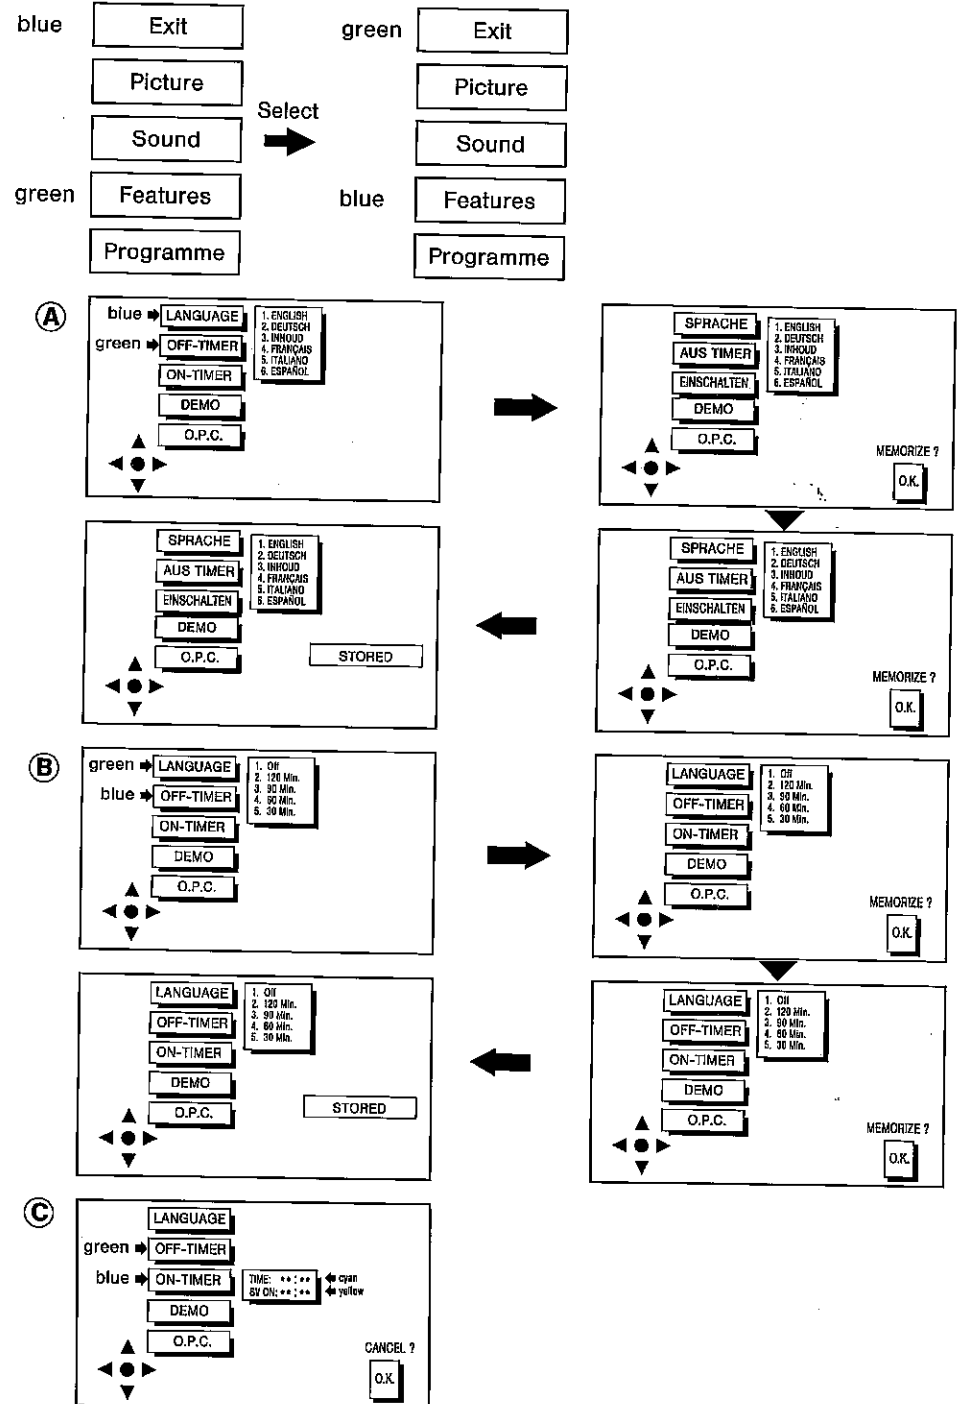 blue Exit
Picture
Sound
green Features
Programme
Select
green Exit
Picture
Sound
blue Features
Programme
A
blue LANGUAGE
green OFF-TIMER
ON-TIMER
DEMO
O.P.C.
1. ENGLISH
2. DEUTSCH
3. INHOUD
4. FRANÇAIS
5. ITALIANO
6. ESPAÑOL
SPRACHE
AUS TIMER
EINSCHALTEN
DEMO
O.P.C.
1. ENGLISH
2. DEUTSCH
3. INHOUD
4. FRANÇAIS
5. ITALIANO
6. ESPAÑOL
MEMORIZE ?
O.K.
SPRACHE
AUS TIMER
EINSCHALTEN
DEMO
O.P.C.
1. ENGLISH
2. DEUTSCH
3. INHOUD
4. FRANÇAIS
5. ITALIANO
6. ESPAÑOL
STORED
SPRACHE
AUS TIMER
EINSCHALTEN
DEMO
O.P.C.
1. ENGLISH
2. DEUTSCH
3. INHOUD
4. FRANÇAIS
5. ITALIANO
6. ESPAÑOL
MEMORIZE ?
O.K.
B
green LANGUAGE
blue OFF-TIMER
ON-TIMER
DEMO
O.P.C.
1. Off
2. 120 Min.
3. 90 Min.
4. 60 Min.
5. 30 Min.
LANGUAGE
OFF-TIMER
ON-TIMER
DEMO
O.P.C.
1. Off
2. 120 Min.
3. 90 Min.
4. 60 Min.
5. 30 Min.
MEMORIZE ?
O.K.
LANGUAGE
OFF-TIMER
ON-TIMER
DEMO
O.P.C.
1. Off
2. 120 Min.
3. 90 Min.
4. 60 Min.
5. 30 Min.
STORED
LANGUAGE
OFF-TIMER
ON-TIMER
DEMO
O.P.C.
1. Off
2. 120 Min.
3. 90 Min.
4. 60 Min.
5. 30 Min.
MEMORIZE ?
O.K.
C
LANGUAGE
green OFF-TIMER
blue ON-TIMER
DEMO
O.P.C.
TIME: **:** cyan
SV ON: **:** yellow
CANCEL ?
O.K.